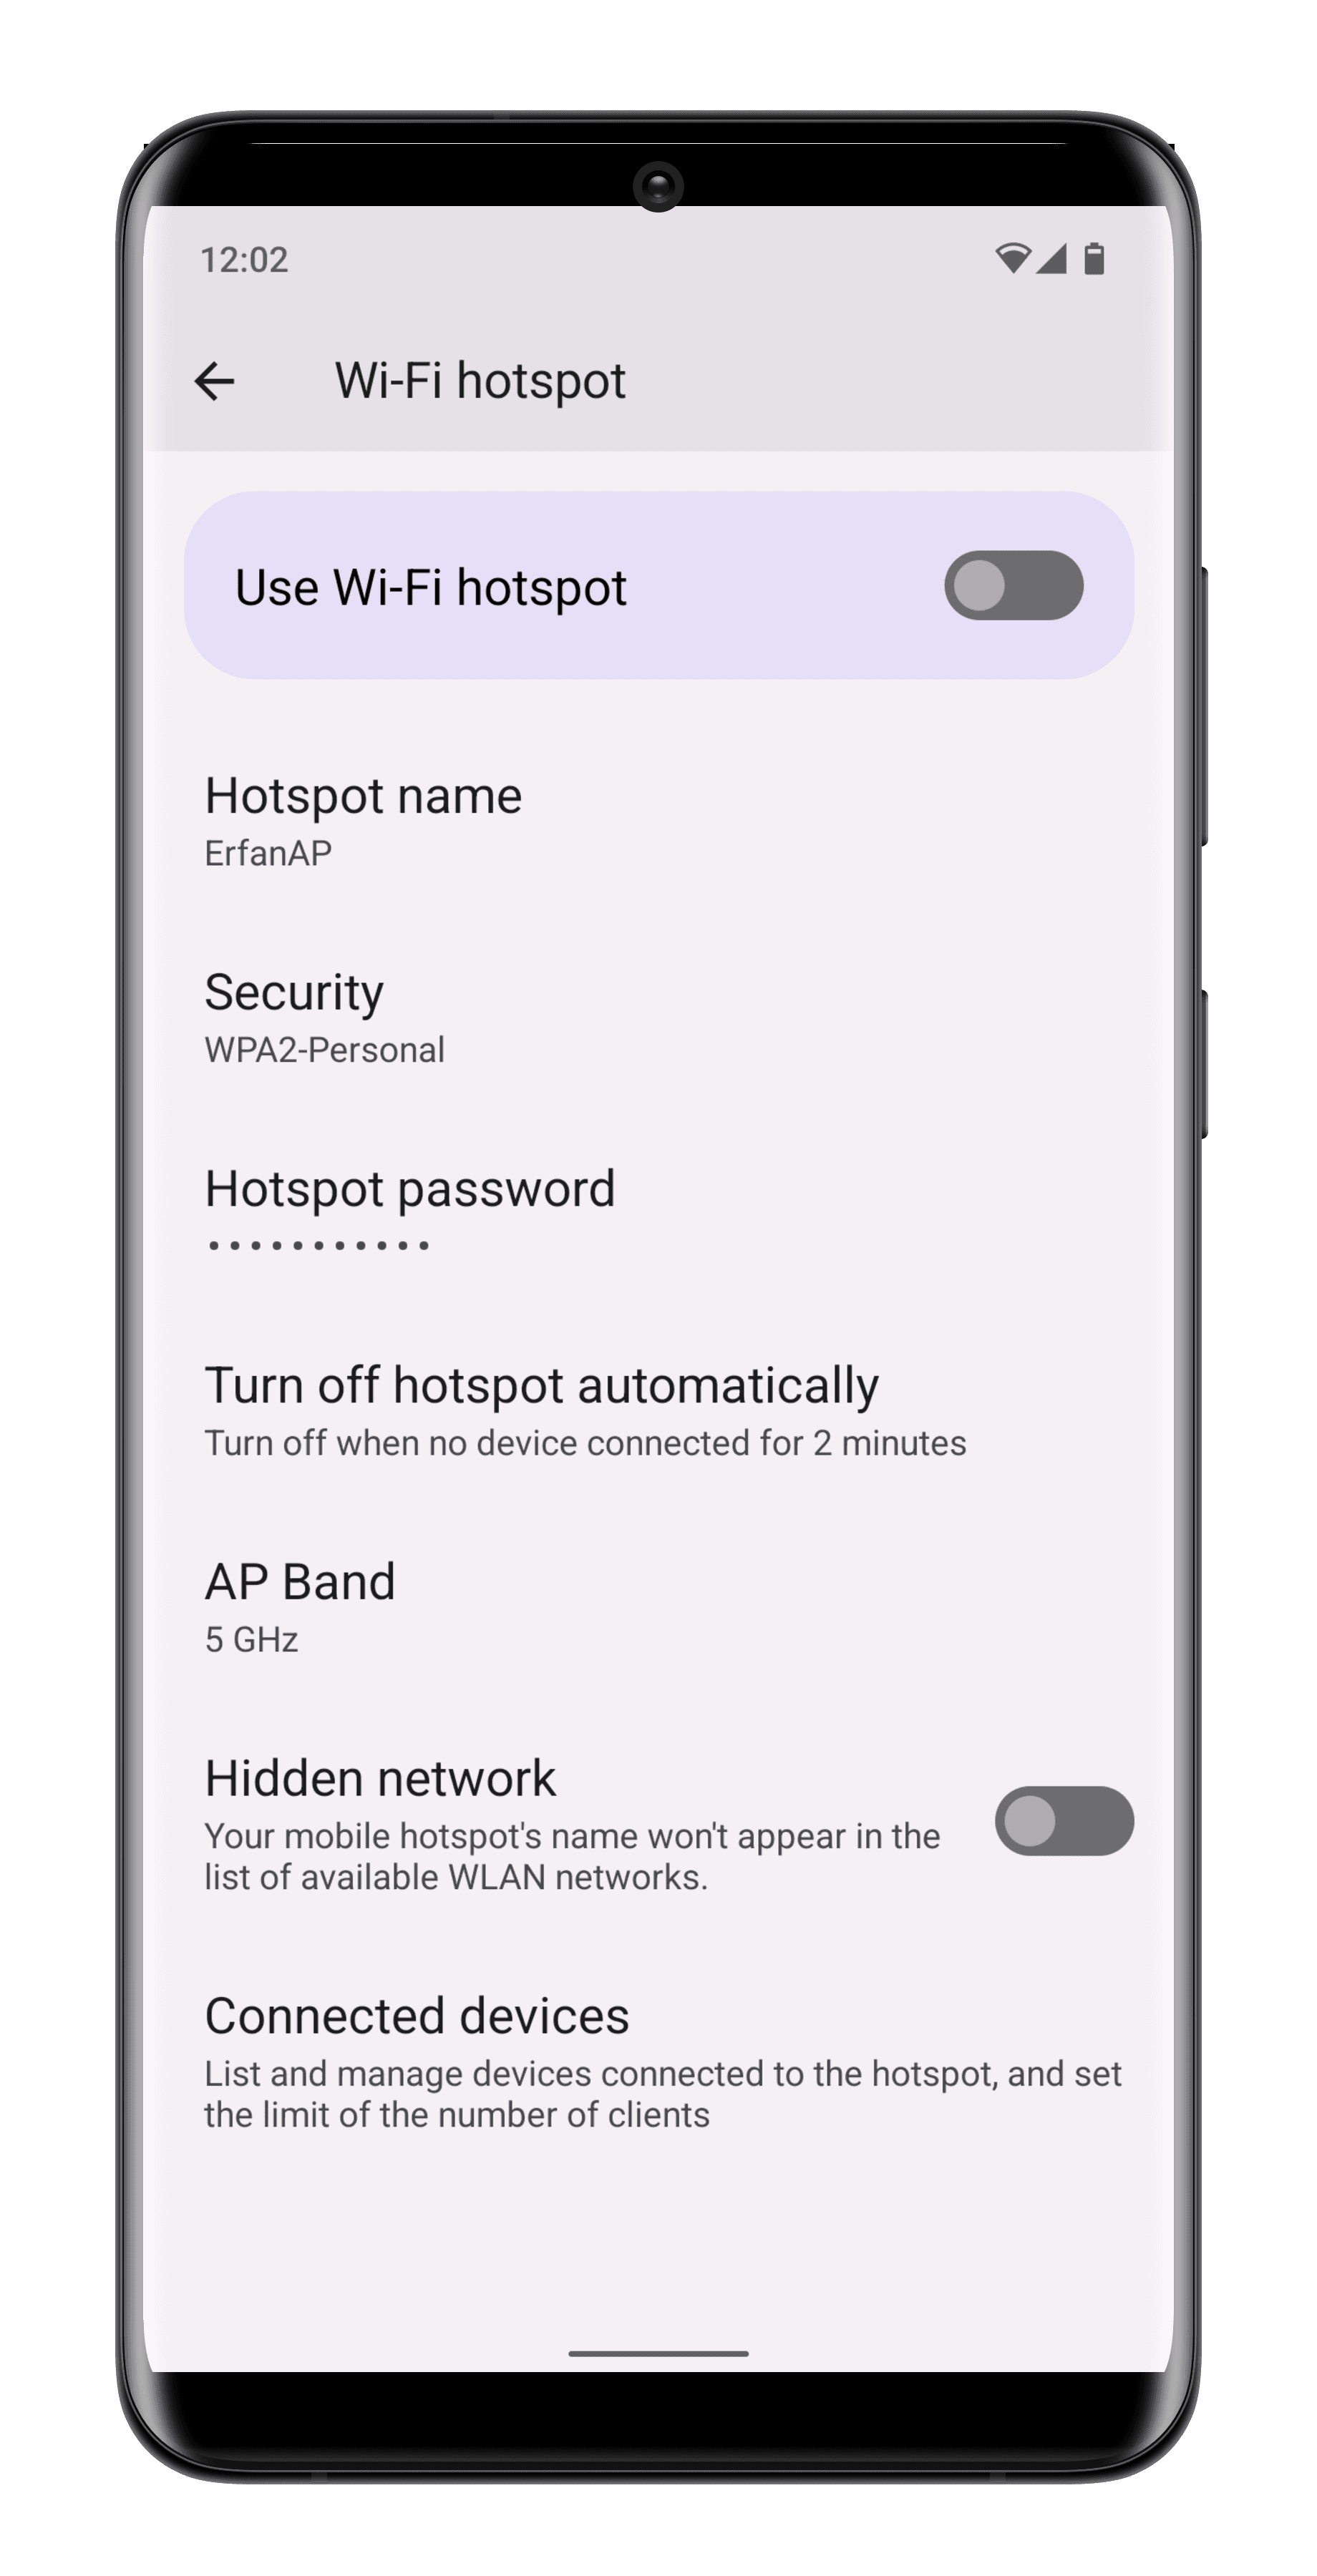 12:02
Wi-Fi hotspot
Use Wi-Fi hotspot
Hotspot name
ErfanAP
Security
WPA2-Personal
Hotspot password
•••••••••••
Turn off hotspot automatically
Turn off when no device connected for 2 minutes
AP Band
5 GHz
Hidden network
Your mobile hotspot's name won't appear in the
list of available WLAN networks.
Connected devices
List and manage devices connected to the hotspot, and set
the limit of the number of clients